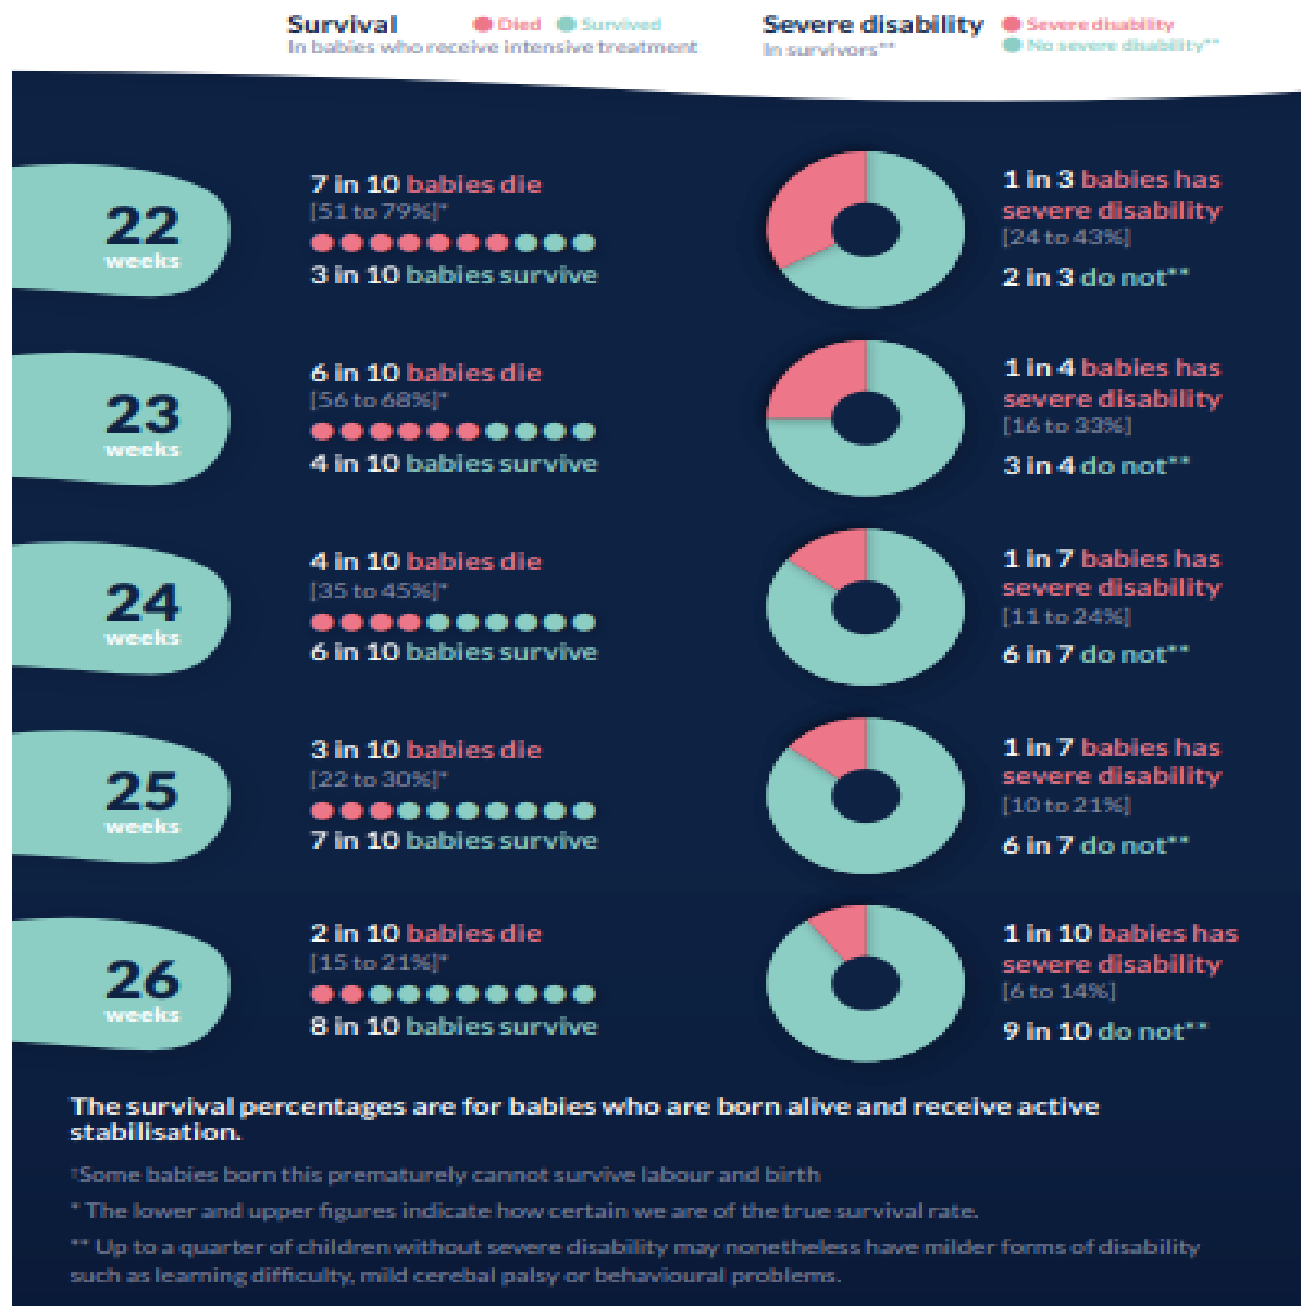 Survival
Died Survived
In babies who receive intensive treatment
Severe disability
Severe disability
In survivors**
No severe disability**
22
weeks
7 in 10 babies die
[51 to 79%]*
3 in 10 babies survive
1 in 3 babies has
severe disability
[24 to 43%]
2 in 3 do not**
23
weeks
6 in 10 babies die
[56 to 68%]*
4 in 10 babies survive
1 in 4 babies has
severe disability
[16 to 33%]
3 in 4 do not**
24
weeks
4 in 10 babies die
[35 to 45%]*
6 in 10 babies survive
1 in 7 babies has
severe disability
[11 to 24%]
6 in 7 do not**
25
weeks
3 in 10 babies die
[22 to 30%]*
7 in 10 babies survive
1 in 7 babies has
severe disability
[10 to 21%]
6 in 7 do not**
26
weeks
2 in 10 babies die
[15 to 21%]*
8 in 10 babies survive
1 in 10 babies has
severe disability
[6 to 14%]
9 in 10 do not**
The survival percentages are for babies who are born alive and receive active
stabilisation.
†Some babies born this prematurely cannot survive labour and birth
* The lower and upper figures indicate how certain we are of the true survival rate.
** Up to a quarter of children without severe disability may nonetheless have milder forms of disability
such as learning difficulty, mild cerebal palsy or behavioural problems.